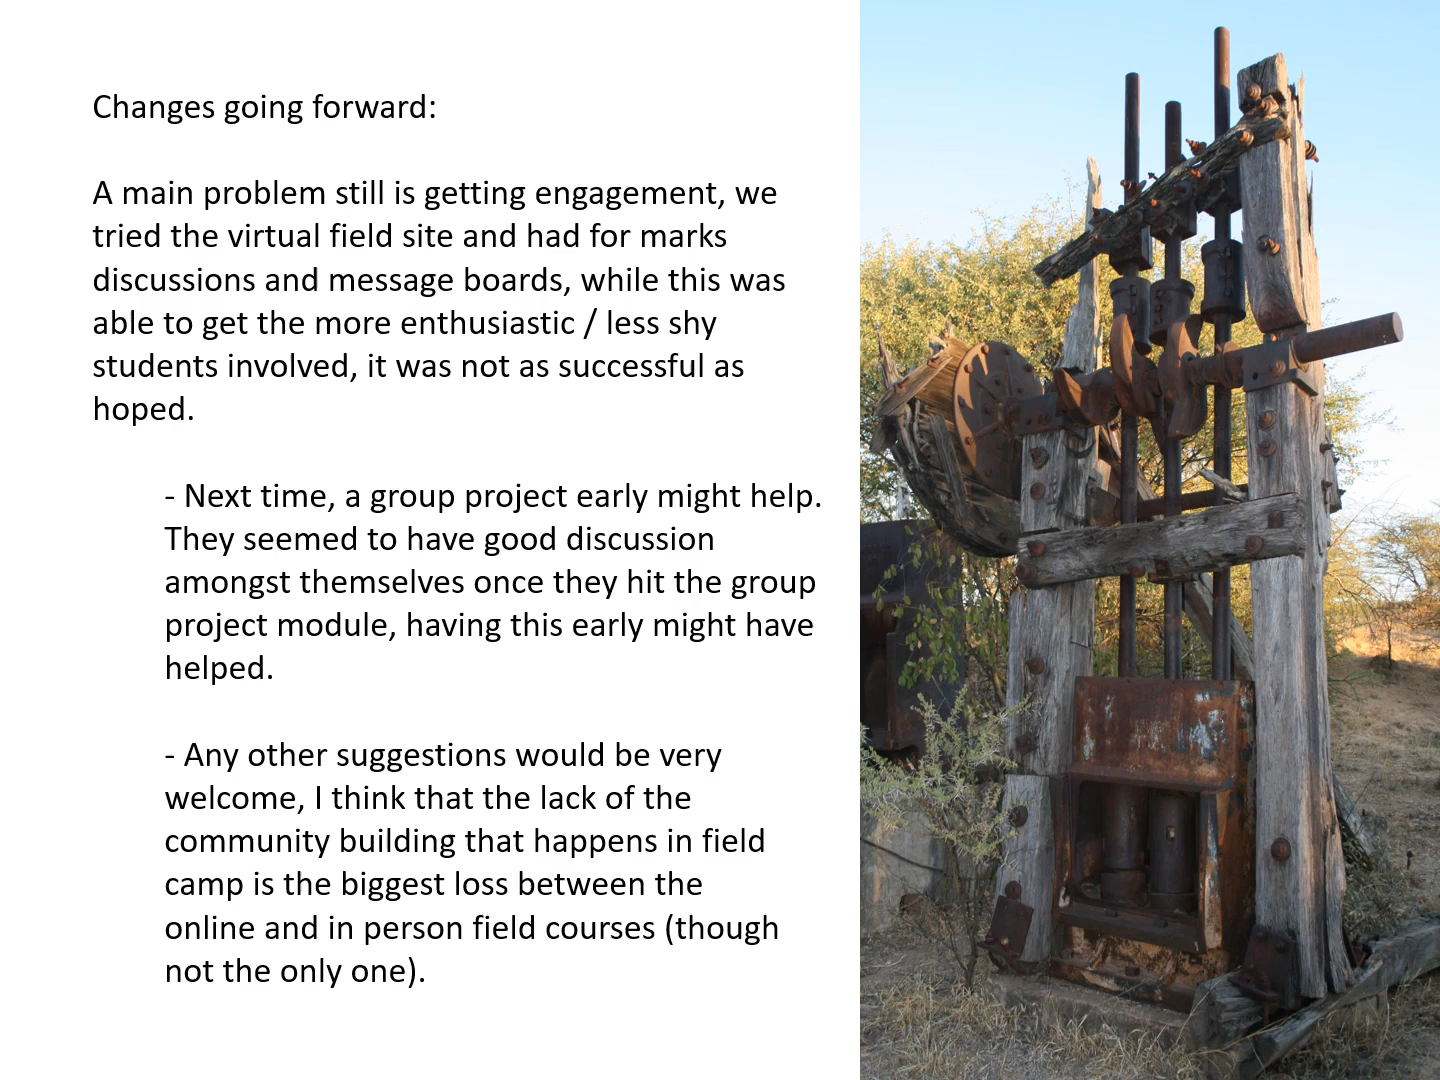 Changes going forward:
A main problem still is getting engagement, we
tried the virtual field site and had for marks
discussions and message boards, while this was
able to get the more enthusiastic / less shy
students involved, it was not as successful as
hoped.
- Next time, a group project early might help.
They seemed to have good discussion
amongst themselves once they hit the group
project module, having this early might have
helped.
- Any other suggestions would be very
welcome, I think that the lack of the
community building that happens in field
camp is the biggest loss between the
online and in person field courses (though
not the only one).